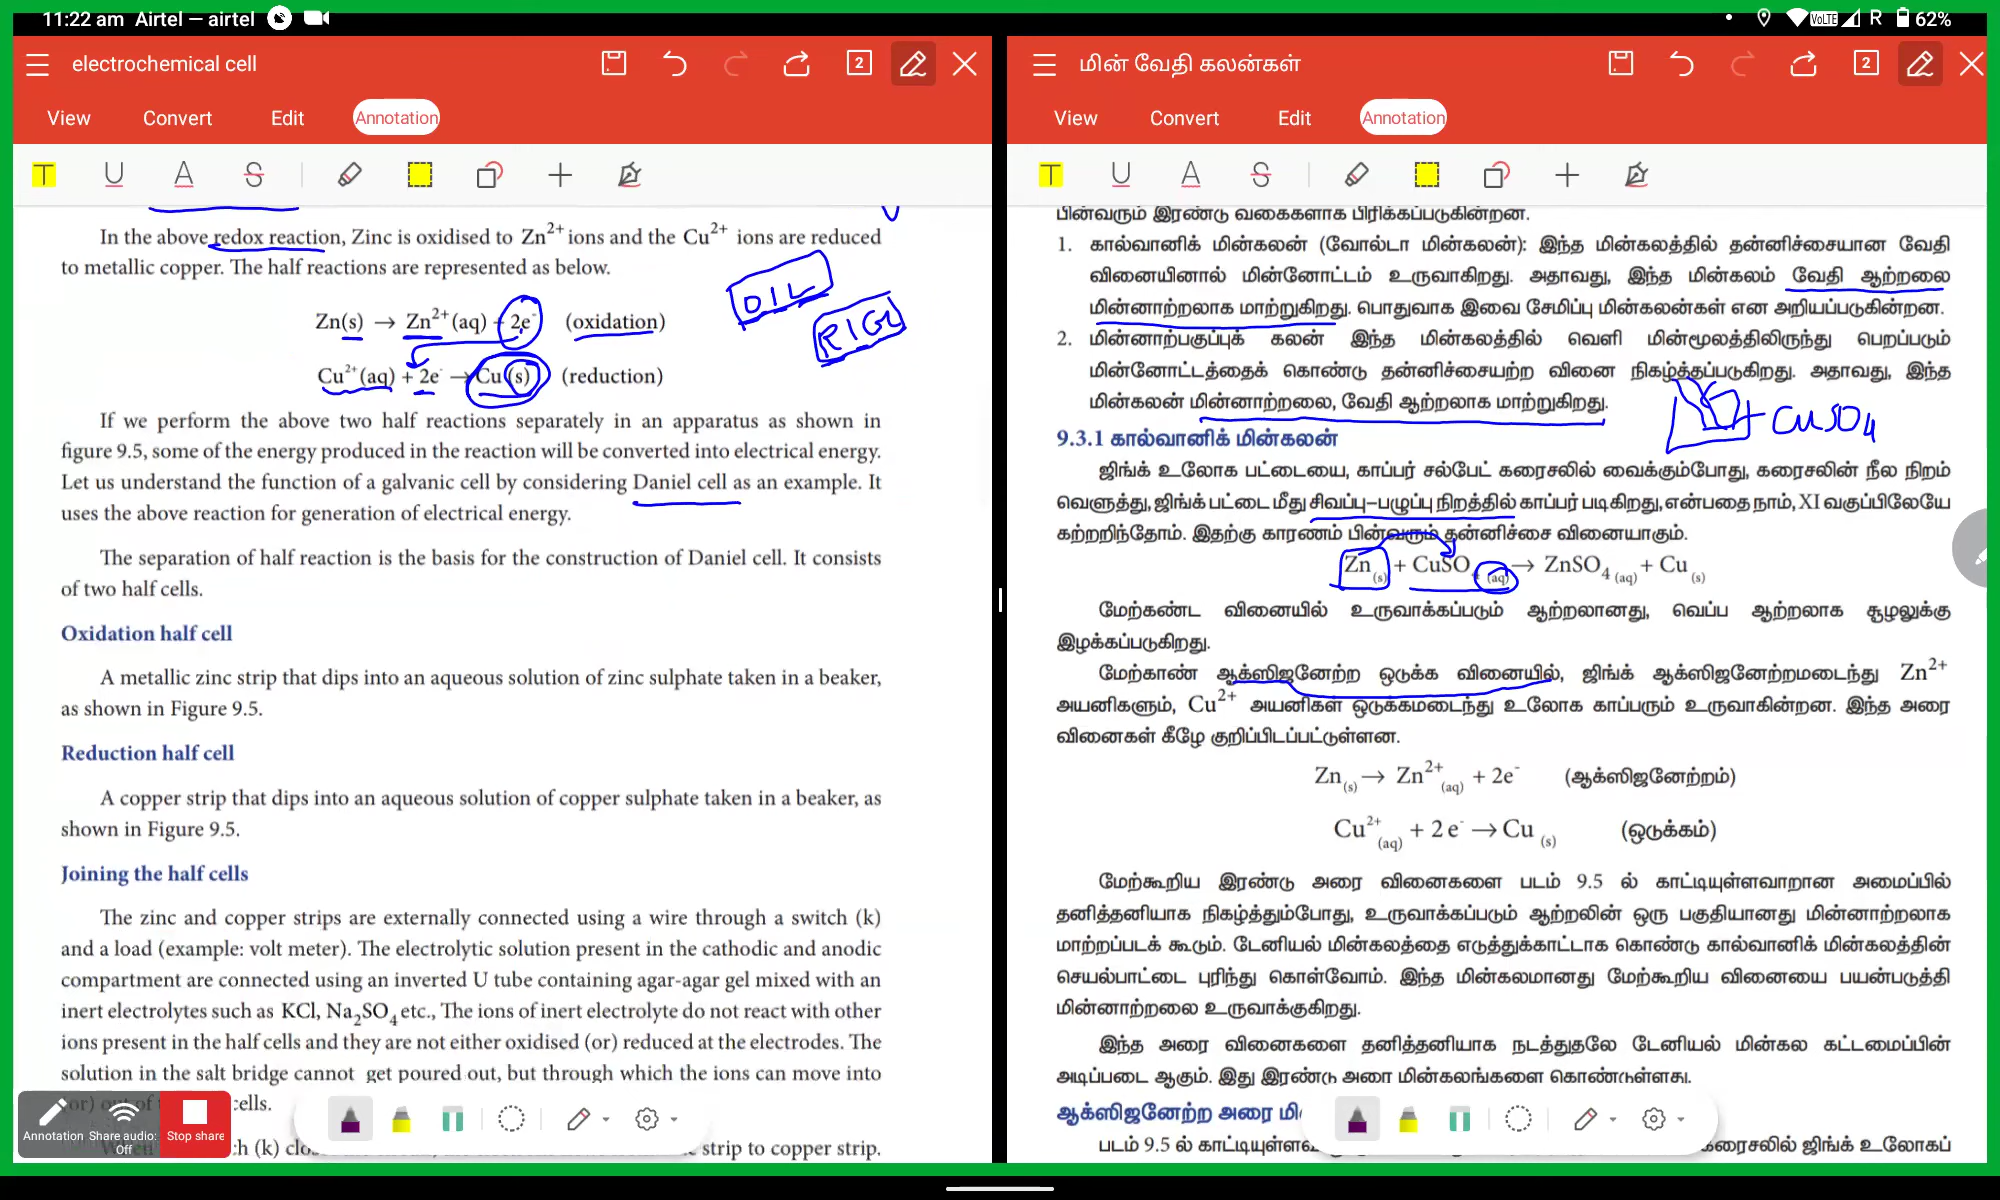 11:22 am Airtel — airtel
R 62%
electrochemical cell
2
View Convert Edit Annotation
In the above redox reaction, Zinc is oxidised to Zn²⁺ ions and the Cu²⁺ ions are reduced
to metallic copper. The half reactions are represented as below.
OIL
RIG
Zn(s) → Zn²⁺(aq) + 2e⁻ (oxidation)
Cu²⁺(aq) + 2e⁻ → Cu(s) (reduction)
If we perform the above two half reactions separately in an apparatus as shown in
figure 9.5, some of the energy produced in the reaction will be converted into electrical energy.
Let us understand the function of a galvanic cell by considering Daniel cell as an example. It
uses the above reaction for generation of electrical energy.
The separation of half reaction is the basis for the construction of Daniel cell. It consists
of two half cells.
Oxidation half cell
A metallic zinc strip that dips into an aqueous solution of zinc sulphate taken in a beaker,
as shown in Figure 9.5.
Reduction half cell
A copper strip that dips into an aqueous solution of copper sulphate taken in a beaker, as
shown in Figure 9.5.
Joining the half cells
The zinc and copper strips are externally connected using a wire through a switch (k)
and a load (example: volt meter). The electrolytic solution present in the cathodic and anodic
compartment are connected using an inverted U tube containing agar-agar gel mixed with an
inert electrolytes such as KCl, Na₂SO₄ etc., The ions of inert electrolyte do not react with other
ions present in the half cells and they are not either oxidised (or) reduced at the electrodes. The
solution in the salt bridge cannot get poured out, but through which the ions can move into
(or) out of cells.
h (k) strip to copper strip.
Annotation Share audio: Off Stop share
மின் வேதி கலன்கள்
2
View Convert Edit Annotation
பின்வரும் இரண்டு வகைகளாக பிரிக்கப்படுகின்றன.
1. கால்வானிக் மின்கலன் (வோல்டா மின்கலன்): இந்த மின்கலத்தில் தன்னிச்சையான வேதி
வினையினால் மின்னோட்டம் உருவாகிறது. அதாவது, இந்த மின்கலம் வேதி ஆற்றலை
மின்னாற்றலாக மாற்றுகிறது. பொதுவாக இவை சேமிப்பு மின்கலன்கள் என அறியப்படுகின்றன.
2. மின்னாற்பகுப்புக் கலன் இந்த மின்கலத்தில் வெளி மின்மூலத்திலிருந்து பெறப்படும்
மின்னோட்டத்தைக் கொண்டு தன்னிச்சையற்ற வினை நிகழ்த்தப்படுகிறது. அதாவது, இந்த
மின்கலன் மின்னாற்றலை, வேதி ஆற்றலாக மாற்றுகிறது.
+ CuSO4
9.3.1 கால்வானிக் மின்கலன்
ஜிங்க் உலோக பட்டையை, காப்பர் சல்பேட் கரைசலில் வைக்கும்போது, கரைசலின் நீல நிறம்
வெளுத்து, ஜிங்க் பட்டை மீது சிவப்பு–பழுப்பு நிறத்தில் காப்பர் படிகிறது, என்பதை நாம், XI வகுப்பிலேயே
கற்றறிந்தோம். இதற்கு காரணம் பின்வரும் தன்னிச்சை வினையாகும்.
Zn (s) + CuSO₄ (aq) → ZnSO₄ (aq) + Cu (s)
மேற்கண்ட வினையில் உருவாக்கப்படும் ஆற்றலானது, வெப்ப ஆற்றலாக சூழலுக்கு
இழக்கப்படுகிறது.
மேற்காண் ஆக்ஸிஜனேற்ற ஒடுக்க வினையில், ஜிங்க் ஆக்ஸிஜனேற்றமடைந்து Zn²⁺
அயனிகளும், Cu²⁺ அயனிகள் ஒடுக்கமடைந்து உலோக காப்பரும் உருவாகின்றன. இந்த அரை
வினைகள் கீழே குறிப்பிடப்பட்டுள்ளன.
Zn (s) → Zn²⁺ (aq) + 2e⁻ (ஆக்ஸிஜனேற்றம்)
Cu²⁺ (aq) + 2 e⁻ → Cu (s) (ஒடுக்கம்)
மேற்கூறிய இரண்டு அரை வினைகளை படம் 9.5 ல் காட்டியுள்ளவாறான அமைப்பில்
தனித்தனியாக நிகழ்த்தும்போது, உருவாக்கப்படும் ஆற்றலின் ஒரு பகுதியானது மின்னாற்றலாக
மாற்றப்படக் கூடும். டேனியல் மின்கலத்தை எடுத்துக்காட்டாக கொண்டு கால்வானிக் மின்கலத்தின்
செயல்பாட்டை புரிந்து கொள்வோம். இந்த மின்கலமானது மேற்கூறிய வினையை பயன்படுத்தி
மின்னாற்றலை உருவாக்குகிறது.
இந்த அரை வினைகளை தனித்தனியாக நடத்துதலே டேனியல் மின்கல கட்டமைப்பின்
அடிப்படை ஆகும். இது இரண்டு அரை மின்கலங்களை கொண்டுள்ளது.
ஆக்ஸிஜனேற்ற அரை மி
படம் 9.5 ல் கரைசலில் ஜிங்க் உலோகப்